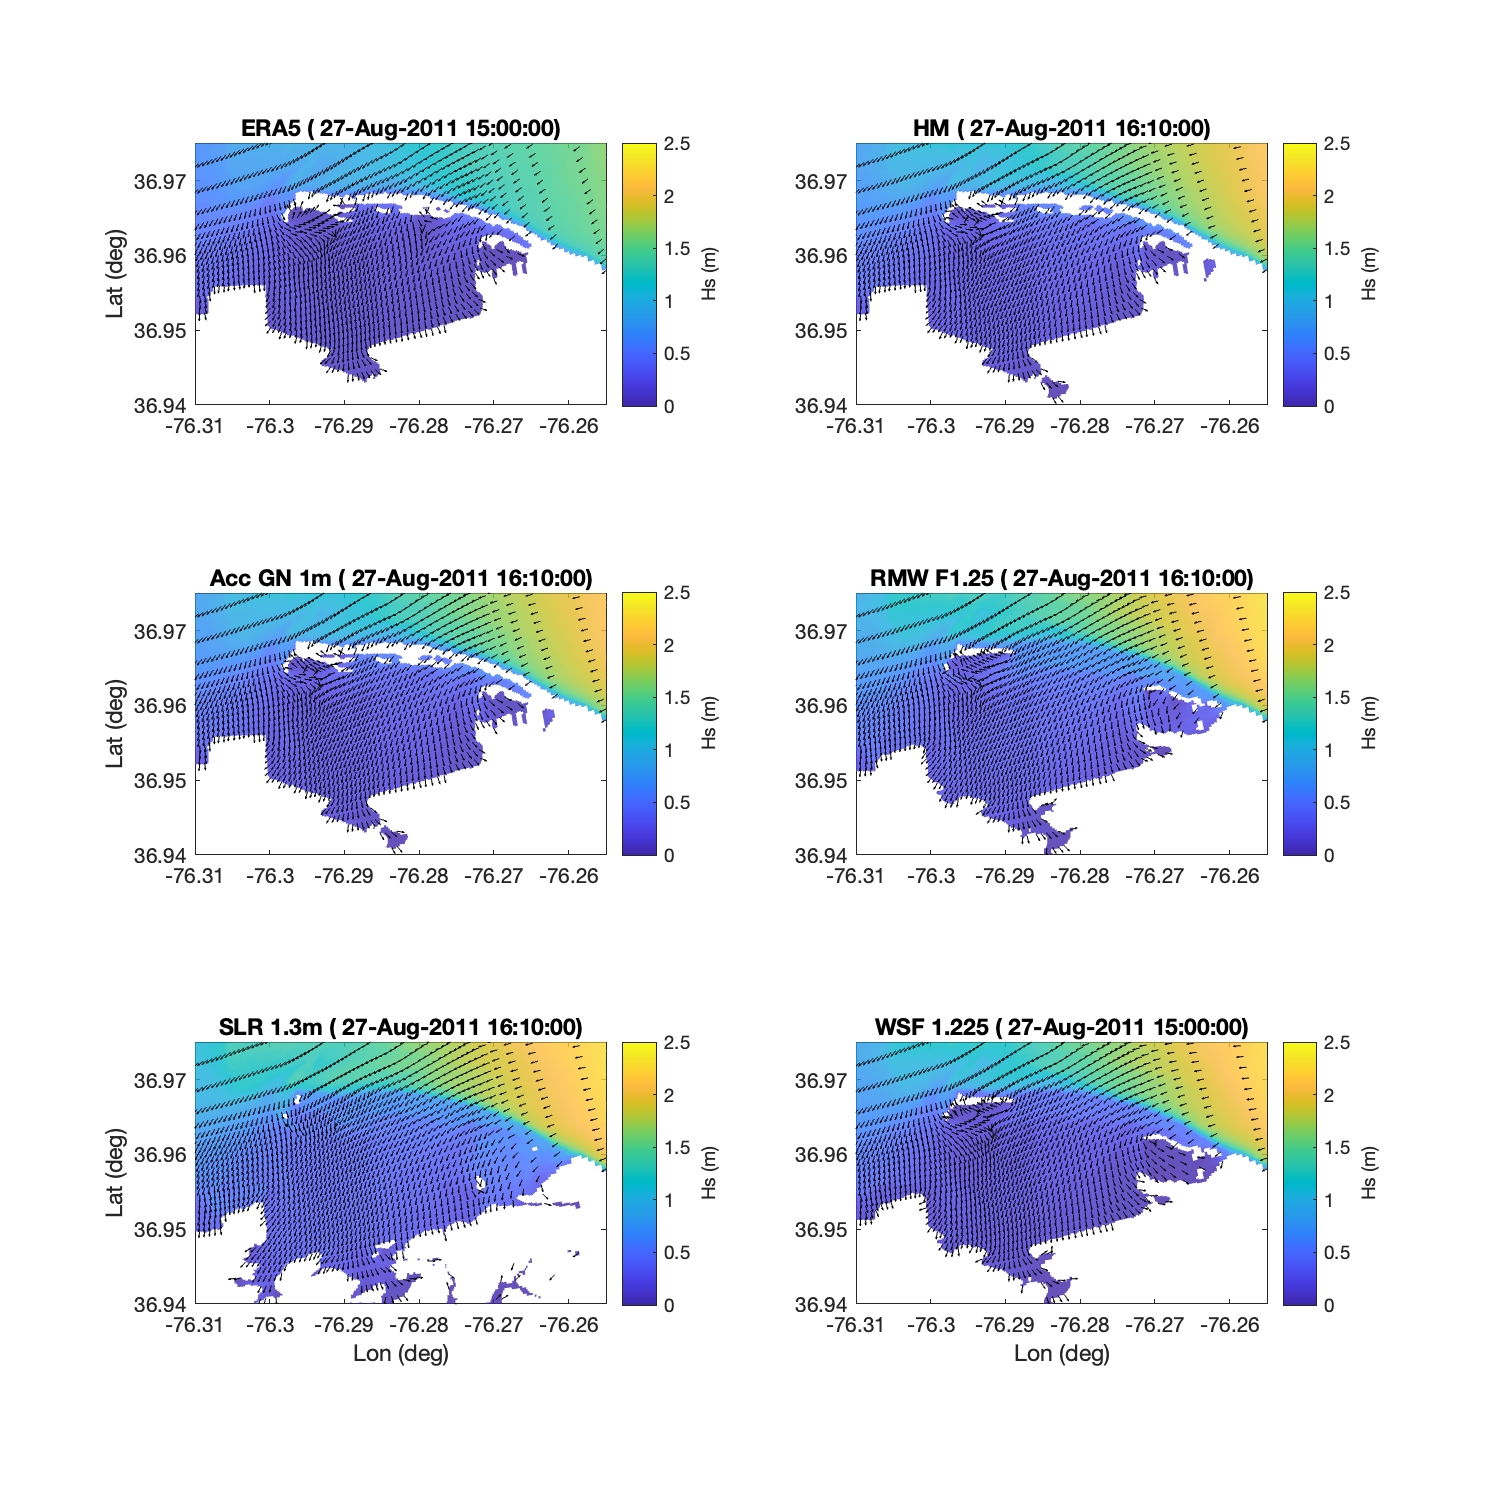 ERA5 ( 27-Aug-2011 15:00:00)
Lat (deg)
36.97
36.96
36.95
36.94
-76.31 -76.3 -76.29 -76.28 -76.27 -76.26
2.5
2
1.5
1
0.5
0
Hs (m)
HM ( 27-Aug-2011 16:10:00)
36.97
36.96
36.95
36.94
-76.31 -76.3 -76.29 -76.28 -76.27 -76.26
2.5
2
1.5
1
0.5
0
Hs (m)
Acc GN 1m ( 27-Aug-2011 16:10:00)
Lat (deg)
36.97
36.96
36.95
36.94
-76.31 -76.3 -76.29 -76.28 -76.27 -76.26
2.5
2
1.5
1
0.5
0
Hs (m)
RMW F1.25 ( 27-Aug-2011 16:10:00)
36.97
36.96
36.95
36.94
-76.31 -76.3 -76.29 -76.28 -76.27 -76.26
2.5
2
1.5
1
0.5
0
Hs (m)
SLR 1.3m ( 27-Aug-2011 16:10:00)
Lat (deg)
36.97
36.96
36.95
36.94
-76.31 -76.3 -76.29 -76.28 -76.27 -76.26
Lon (deg)
2.5
2
1.5
1
0.5
0
Hs (m)
WSF 1.225 ( 27-Aug-2011 15:00:00)
36.97
36.96
36.95
36.94
-76.31 -76.3 -76.29 -76.28 -76.27 -76.26
Lon (deg)
2.5
2
1.5
1
0.5
0
Hs (m)